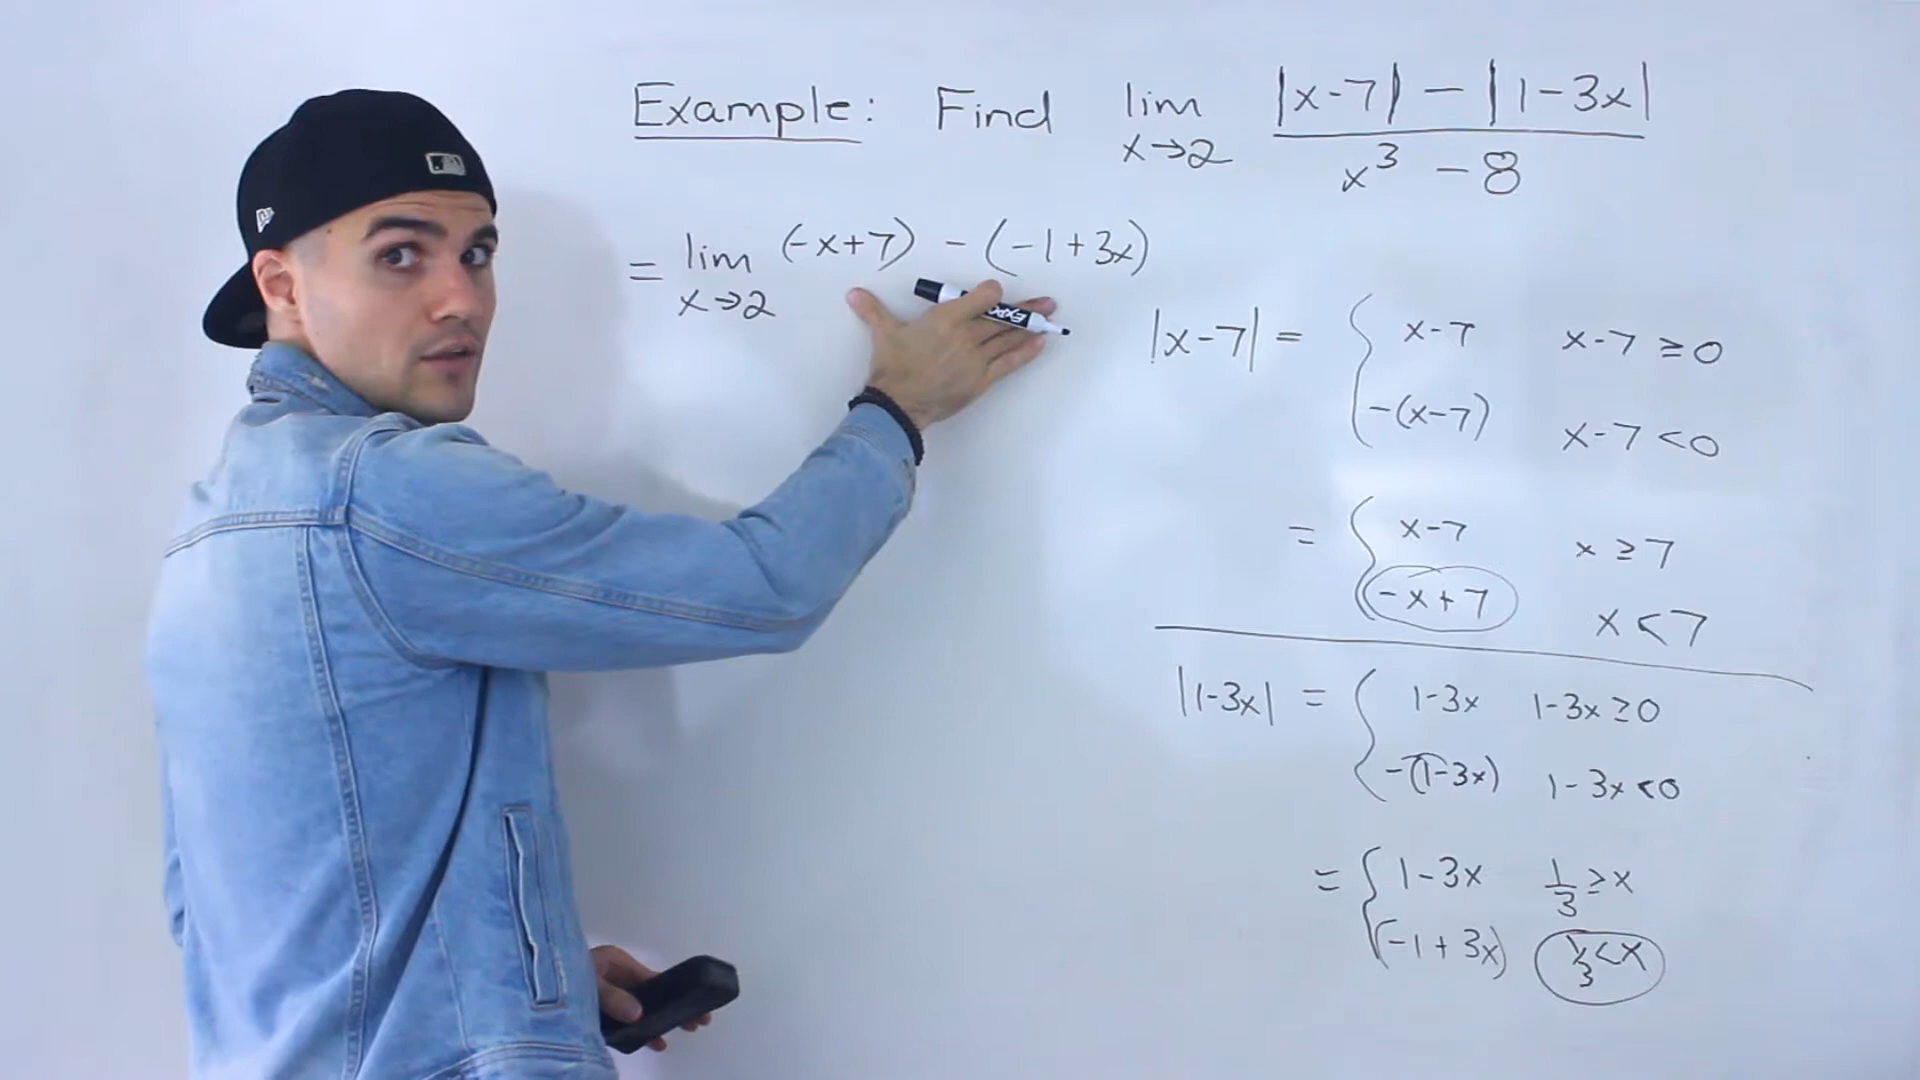 Example: Find lim x→2 |x-7| - |1-3x| / x³ - 8
= lim x→2 (-x+7) - (-1+3x)
EXPO
|x-7| = { x-7 x-7 ≥ 0
-(x-7) x-7 < 0
= { x-7 x ≥ 7
-x+7 x < 7
|1-3x| = { 1-3x 1-3x ≥ 0
-(1-3x) 1-3x < 0
= { 1-3x 1/3 ≥ x
(-1+3x) 1/3 < x